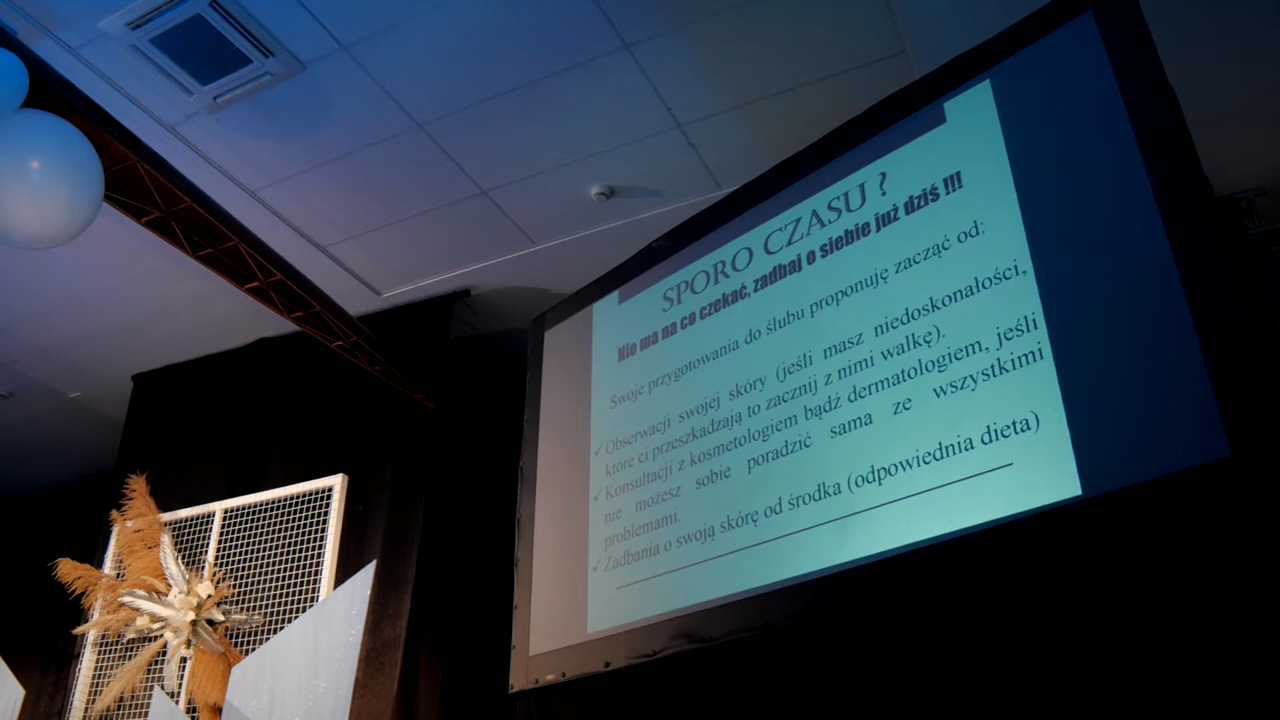 SPORO CZASU ?
Nie ma na co czekać, zadbaj o siebie już dziś !!!
Swoje przygotowania do ślubu proponuję zacząć od:
✓Obserwacji swojej skóry (jeśli masz niedoskonałości,
które ci przeszkadzają to zacznij z nimi walkę).
✓Konsultacji z kosmetologiem bądź dermatologiem, jeśli
nie możesz sobie poradzić sama ze wszystkimi
problemami.
✓Zadbania o swoją skórę od środka (odpowiednia dieta)